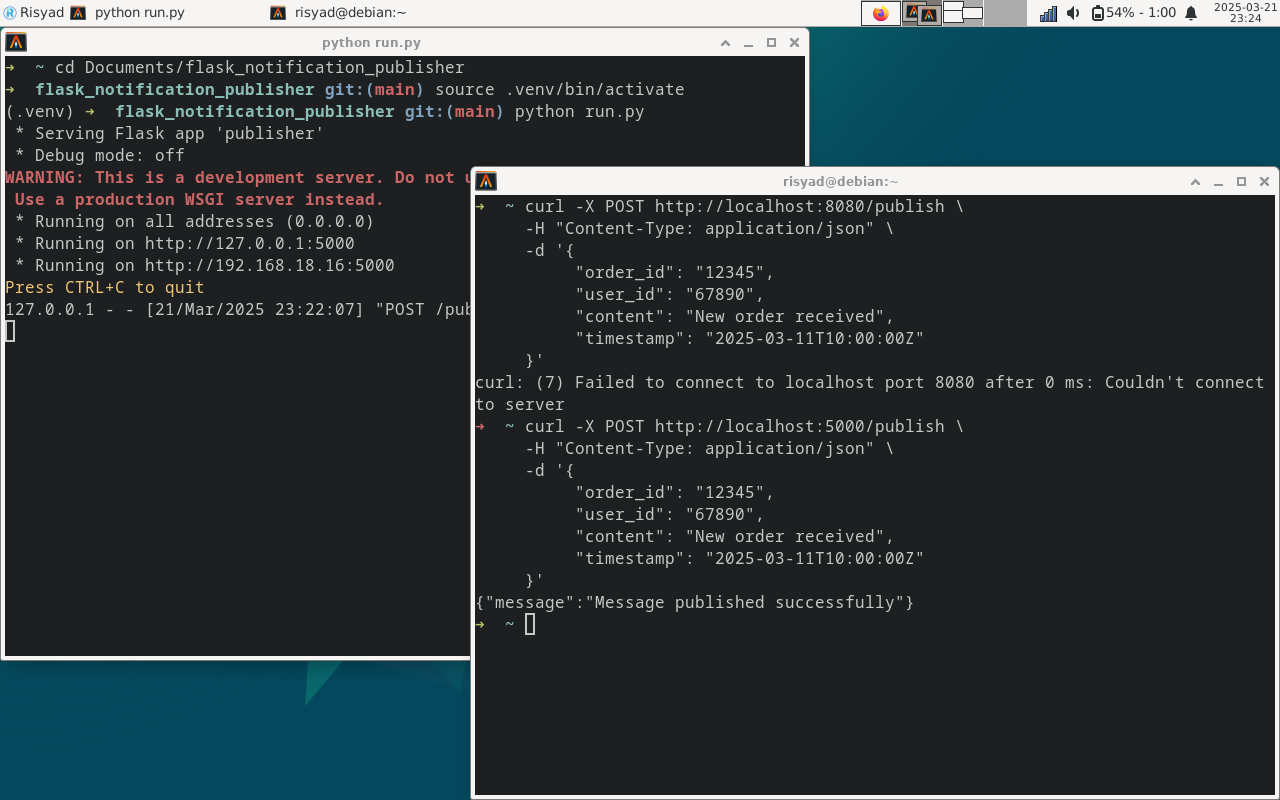 Risyad python run.py risyad@debian:~ 54% - 1:00 2025-03-21
23:24
python run.py
➜  ~ cd Documents/flask_notification_publisher
➜  flask_notification_publisher git:(main) source .venv/bin/activate
(.venv) ➜  flask_notification_publisher git:(main) python run.py
 * Serving Flask app 'publisher'
 * Debug mode: off
WARNING: This is a development server. Do not u
 Use a production WSGI server instead.
 * Running on all addresses (0.0.0.0)
 * Running on http://127.0.0.1:5000
 * Running on http://192.168.18.16:5000
Press CTRL+C to quit
127.0.0.1 - - [21/Mar/2025 23:22:07] "POST /pub
risyad@debian:~
➜  ~ curl -X POST http://localhost:8080/publish \
     -H "Content-Type: application/json" \
     -d '{
          "order_id": "12345",
          "user_id": "67890",
          "content": "New order received",
          "timestamp": "2025-03-11T10:00:00Z"
     }'
curl: (7) Failed to connect to localhost port 8080 after 0 ms: Couldn't connect
to server
➜  ~ curl -X POST http://localhost:5000/publish \
     -H "Content-Type: application/json" \
     -d '{
          "order_id": "12345",
          "user_id": "67890",
          "content": "New order received",
          "timestamp": "2025-03-11T10:00:00Z"
     }'
{"message":"Message published successfully"}
➜  ~